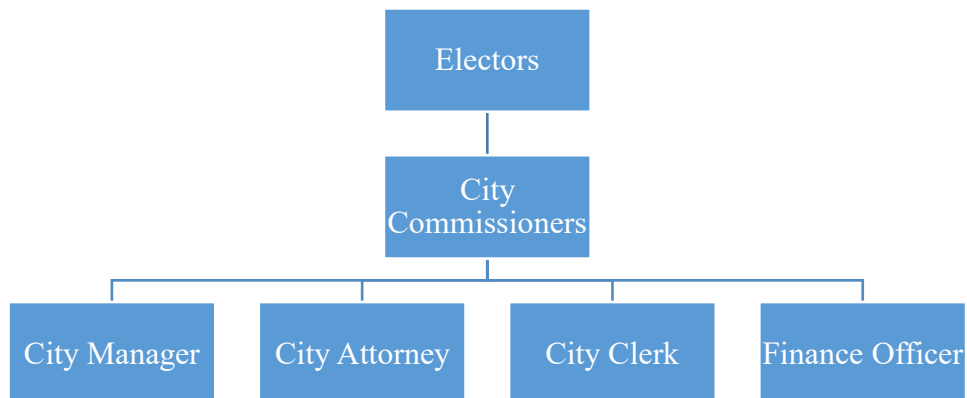 Electors
City
Commissioners
City Manager
City Attorney
City Clerk
Finance Officer